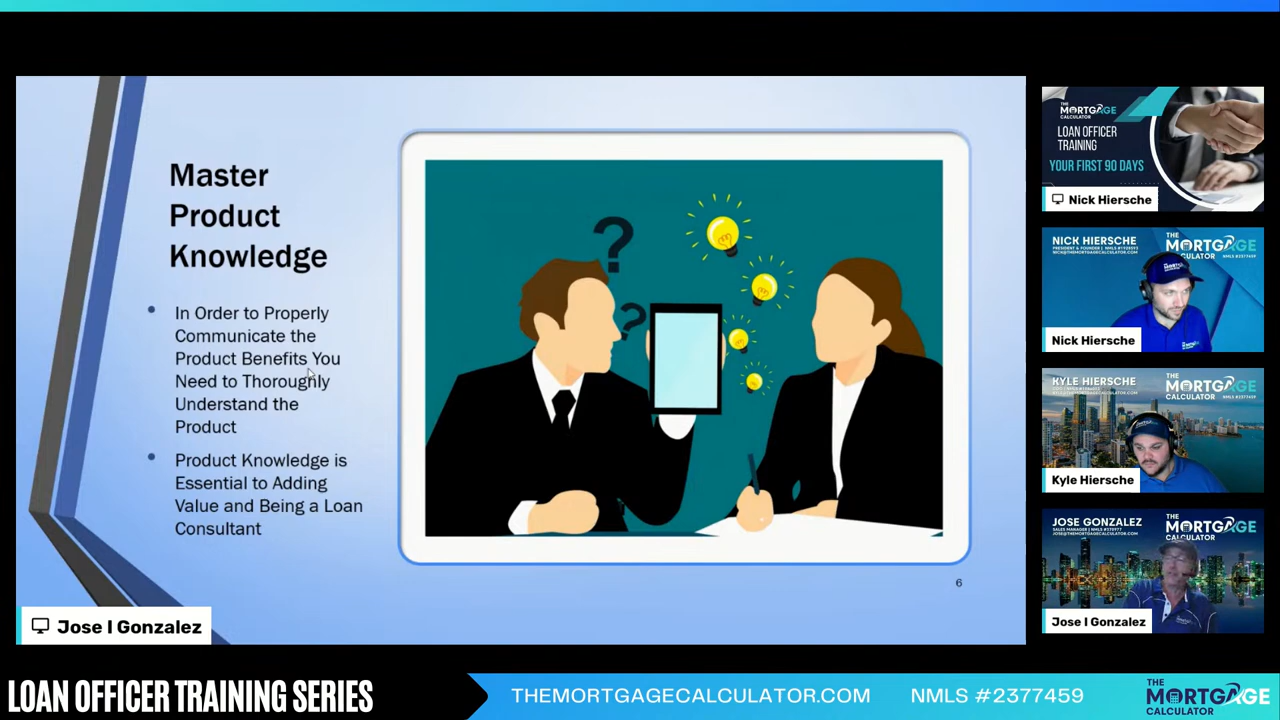 Master
Product
Knowledge
In Order to Properly
Communicate the
Product Benefits You
Need to Thoroughly
Understand the
Product
Product Knowledge is
Essential to Adding
Value and Being a Loan
Consultant
?
?
6
Jose I Gonzalez
THE
MORTGAGE
CALCULATOR
LOAN OFFICER
TRAINING
YOUR FIRST 90 DAYS
Nick Hiersche
NICK HIERSCHE
THE
MORTGAGE
CALCULATOR
Nick Hiersche
KYLE HIERSCHE
THE
MORTGAGE
CALCULATOR
Kyle Hiersche
JOSE GONZALEZ
THE
MORTGAGE
CALCULATOR
Jose I Gonzalez
LOAN OFFICER TRAINING SERIES
THEMORTGAGECALCULATOR.COM
NMLS #2377459
THE
MORTGAGE
CALCULATOR